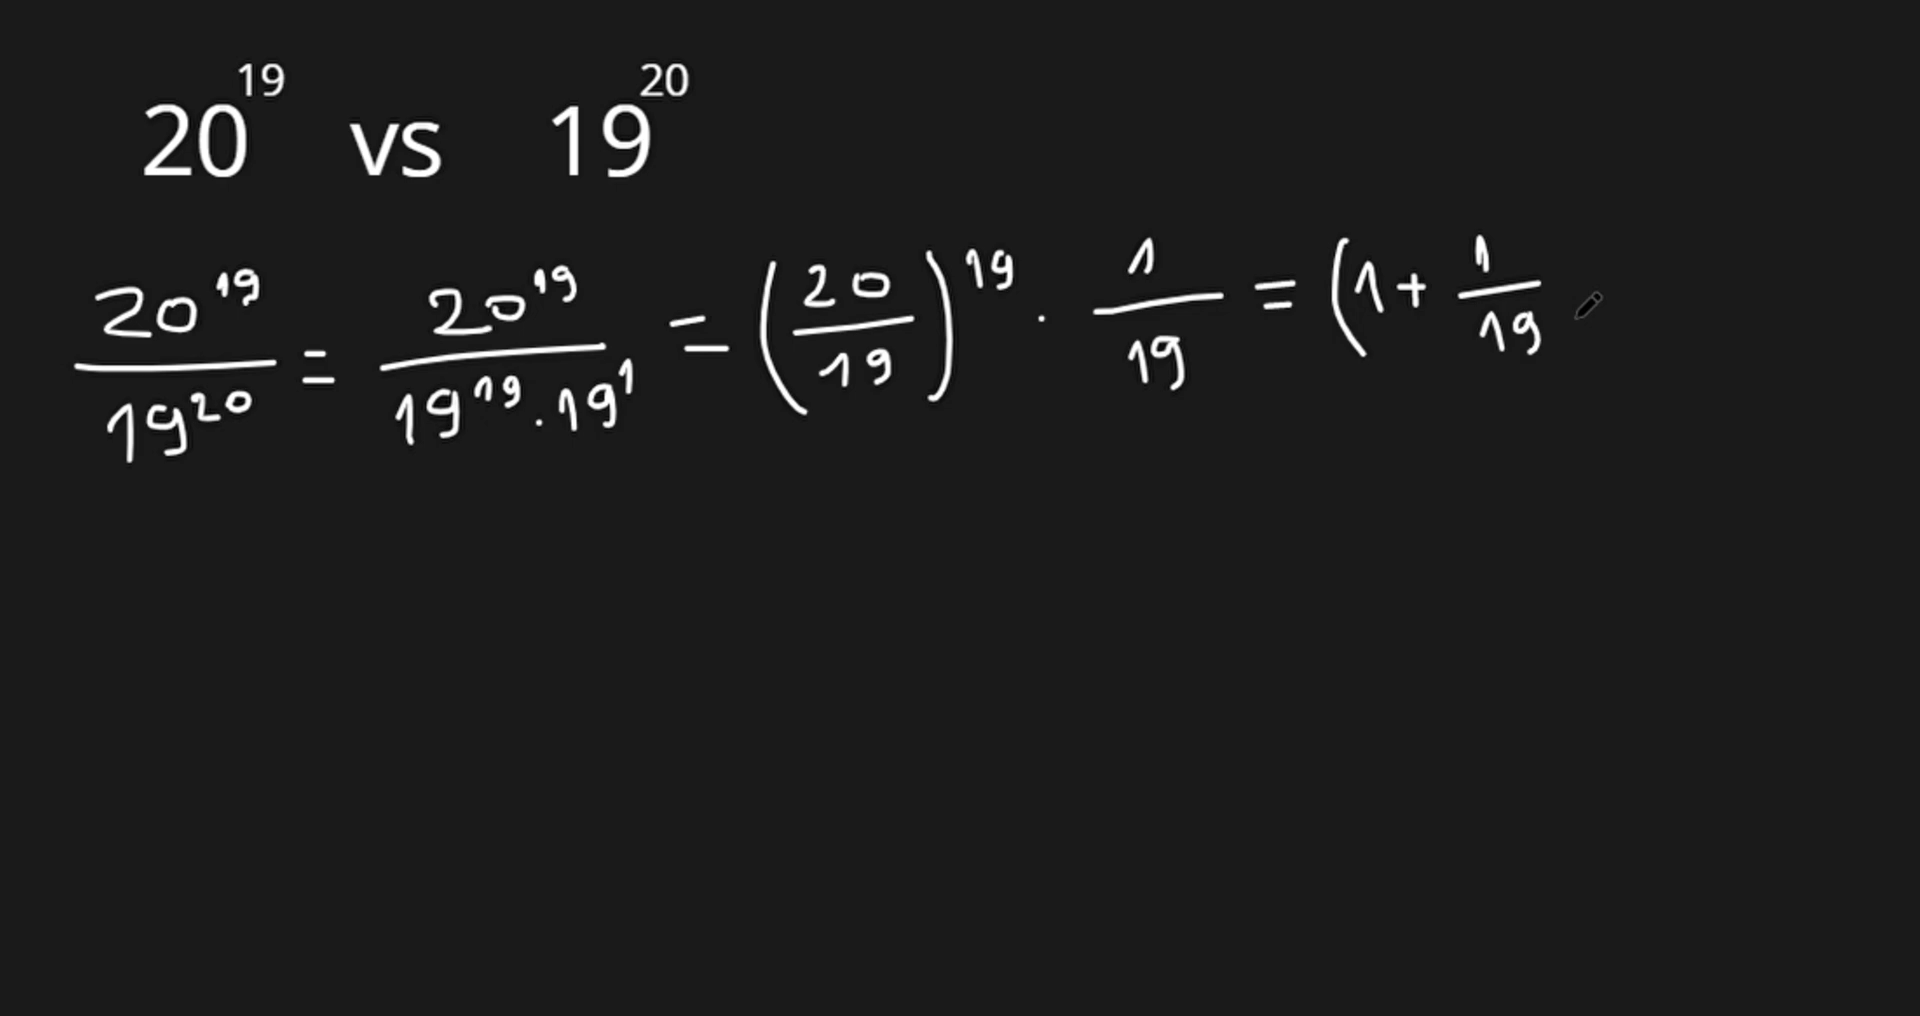 20^19 vs 19^20
20^19/19^20 = 20^19/(19^19 · 19^1) = (20/19)^19 · 1/19 = (1 + 1/19